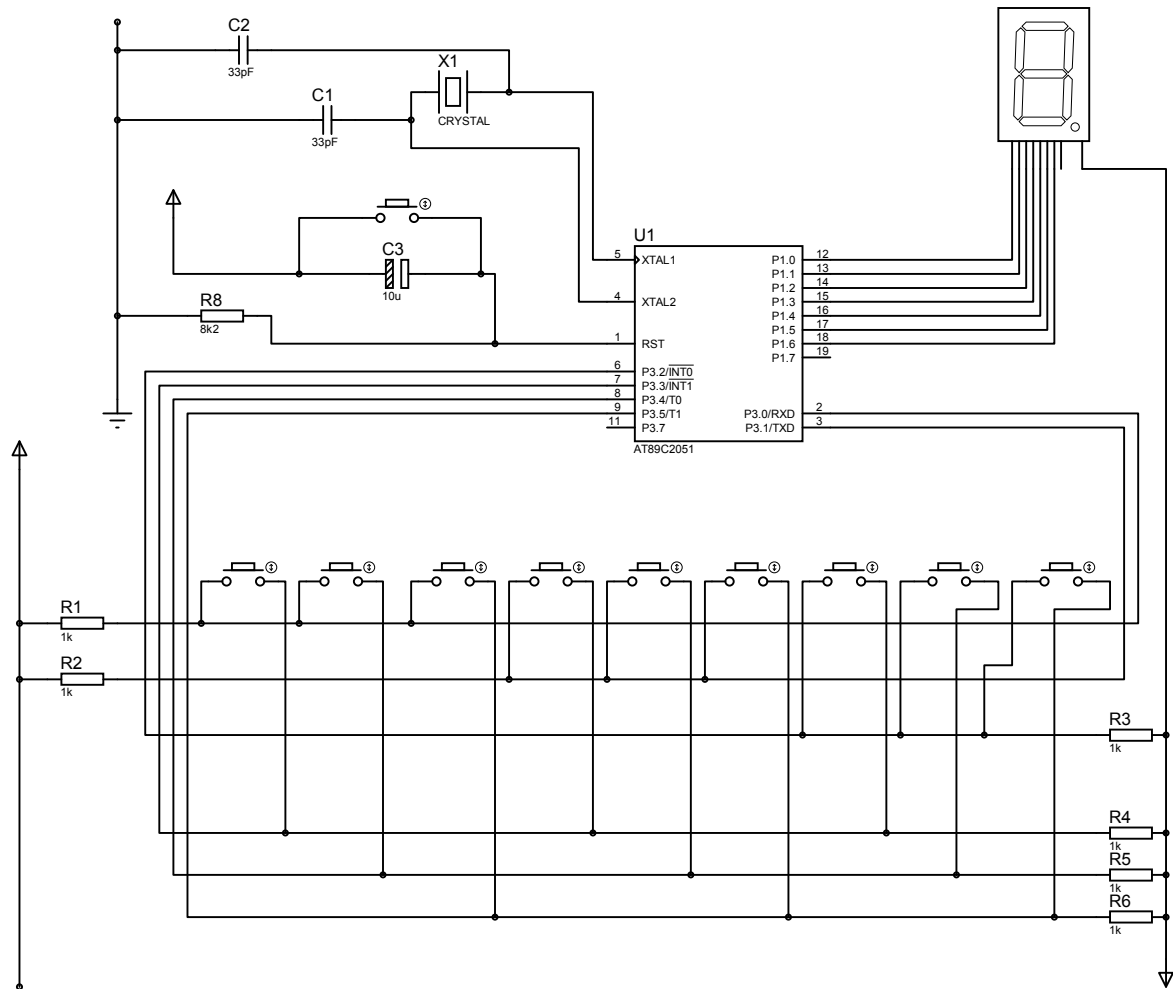 C2
33pF
X1
CRYSTAL
C1
33pF
C3
10u
R8
8k2
U1
5 XTAL1
4 XTAL2
1 RST
6 P3.2/INT0
7 P3.3/INT1
8 P3.4/T0
9 P3.5/T1
11 P3.7
P1.0 12
P1.1 13
P1.2 14
P1.3 15
P1.4 16
P1.5 17
P1.6 18
P1.7 19
P3.0/RXD 2
P3.1/TXD 3
AT89C2051
R1
1k
R2
1k
R3
1k
R4
1k
R5
1k
R6
1k